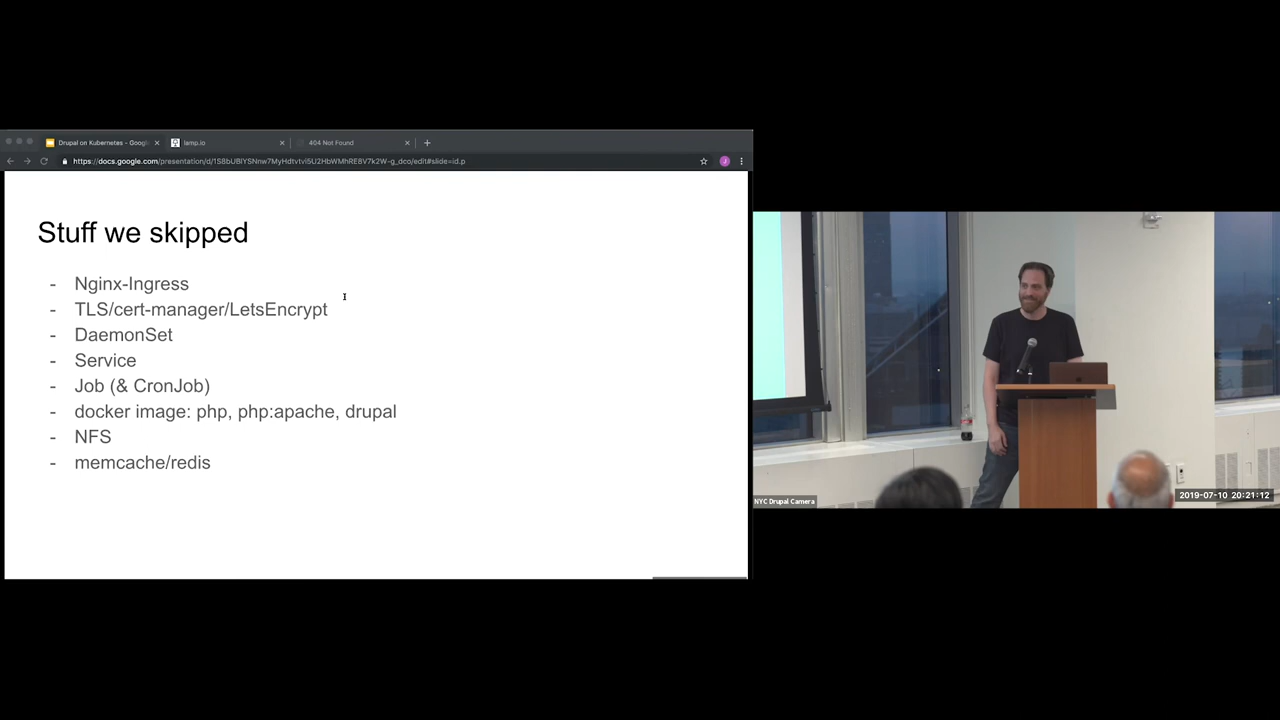 Drupal on Kubernetes - Goog
lamp.io
404 Not Found
Stuff we skipped
- Nginx-Ingress
- TLS/cert-manager/LetsEncrypt
- DaemonSet
- Service
- Job (& CronJob)
- docker image: php, php:apache, drupal
- NFS
- memcache/redis
J
NYC Drupal Camera
2019-07-10 20:21:12